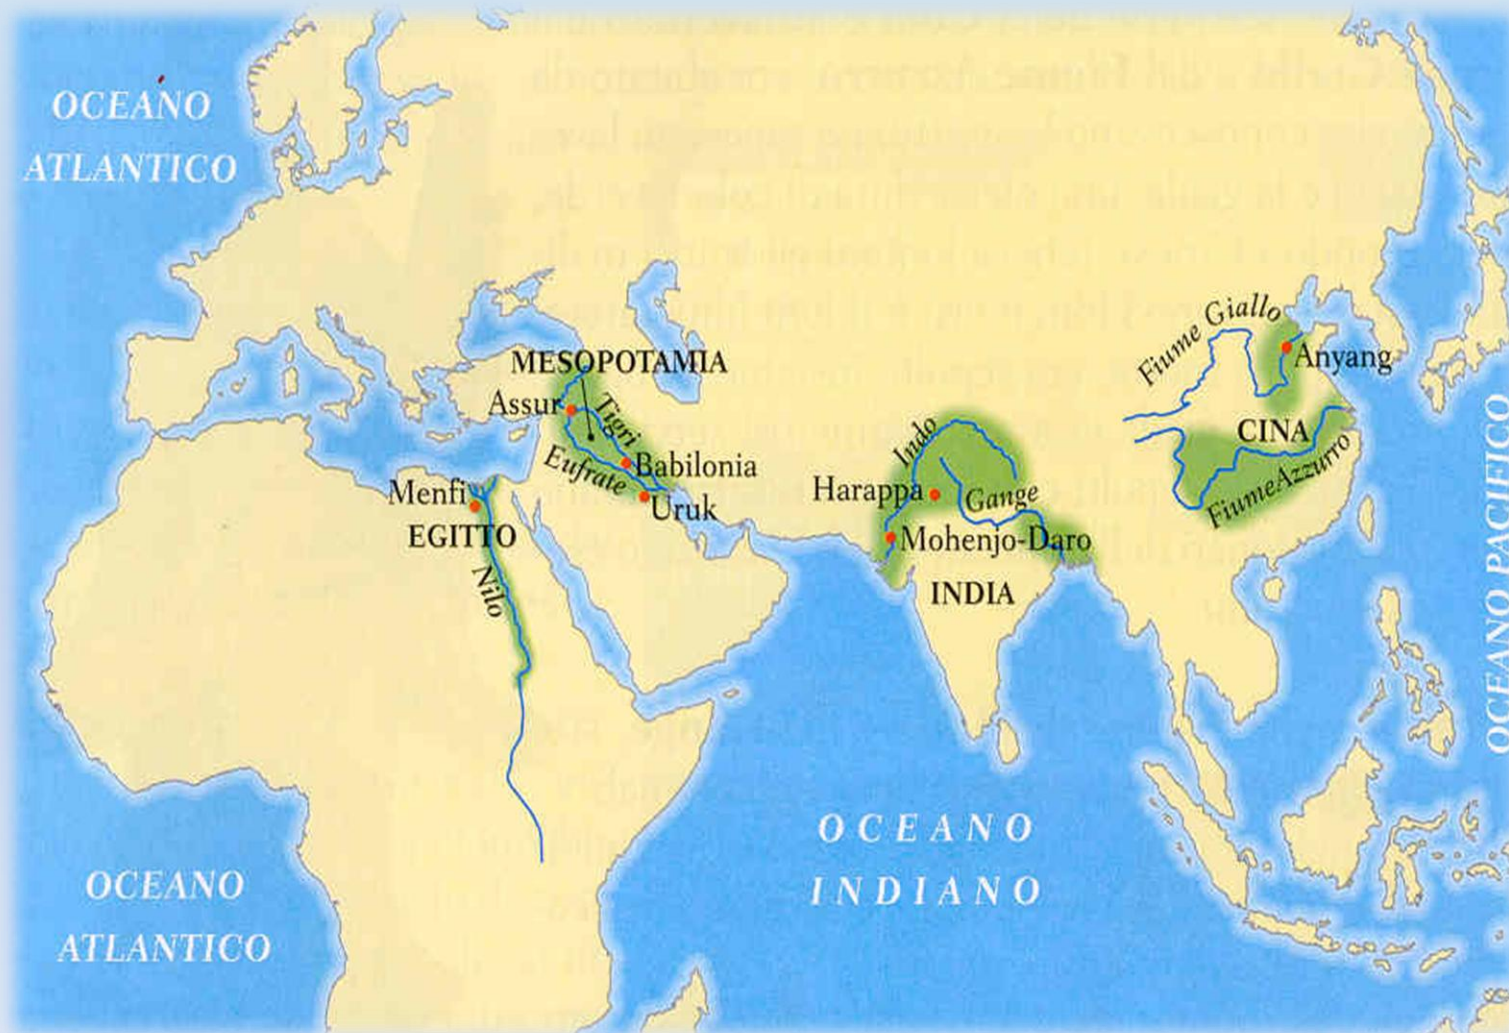 OCEANO
ATLANTICO
Fiume Giallo
Anyang
MESOPOTAMIA
Assur
Tigri
CINA
Indo
Eufrate
Babilonia
Fiume Azzurro
Menfi
Harappa
Gange
Uruk
EGITTO
Mohenjo-Daro
Nilo
INDIA
OCEANO PACIFICO
OCEANO
INDIANO
OCEANO
ATLANTICO